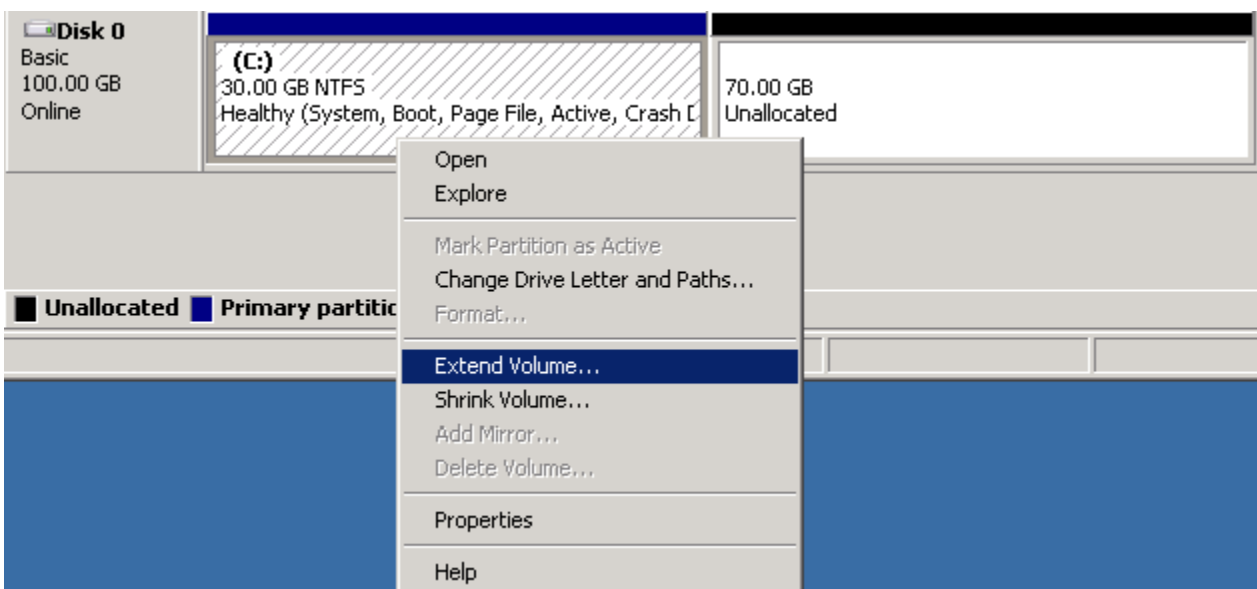 Disk 0
Basic
100.00 GB
Online
(C:)
30.00 GB NTFS
Healthy (System, Boot, Page File, Active, Crash D
70.00 GB
Unallocated
Open
Explore
Mark Partition as Active
Change Drive Letter and Paths...
Format...
Extend Volume...
Shrink Volume...
Add Mirror...
Delete Volume...
Properties
Help
Unallocated Primary partitic